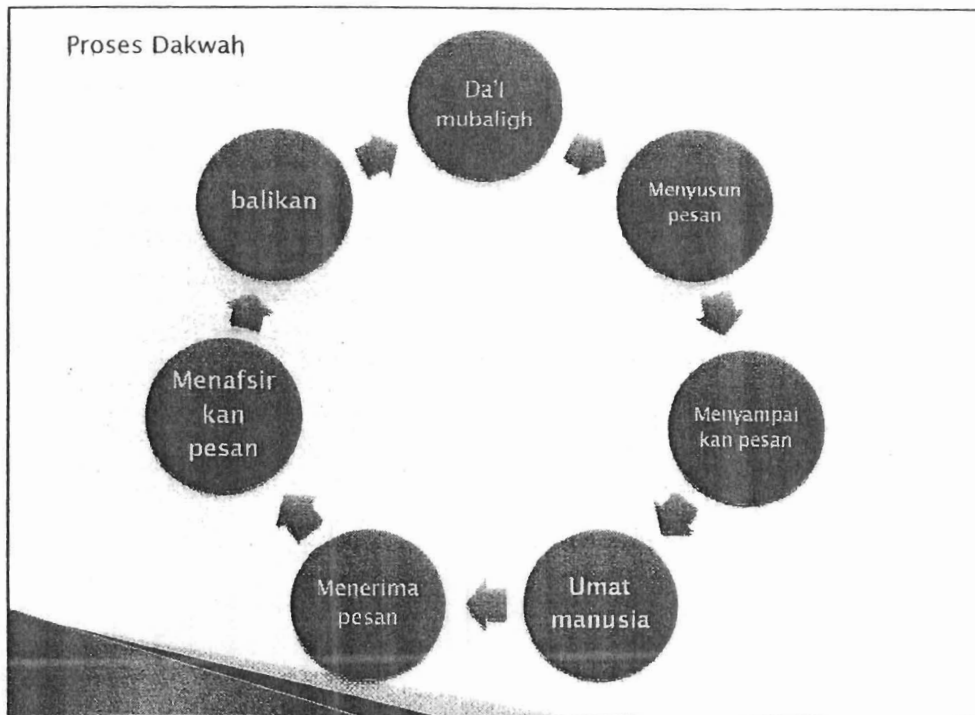 Proses Dakwah
Da'I
mubaligh
Menyusun
pesan
Menyampai
kan pesan
Umat
manusia
Menerima
pesan
Menafsir
kan
pesan
balikan